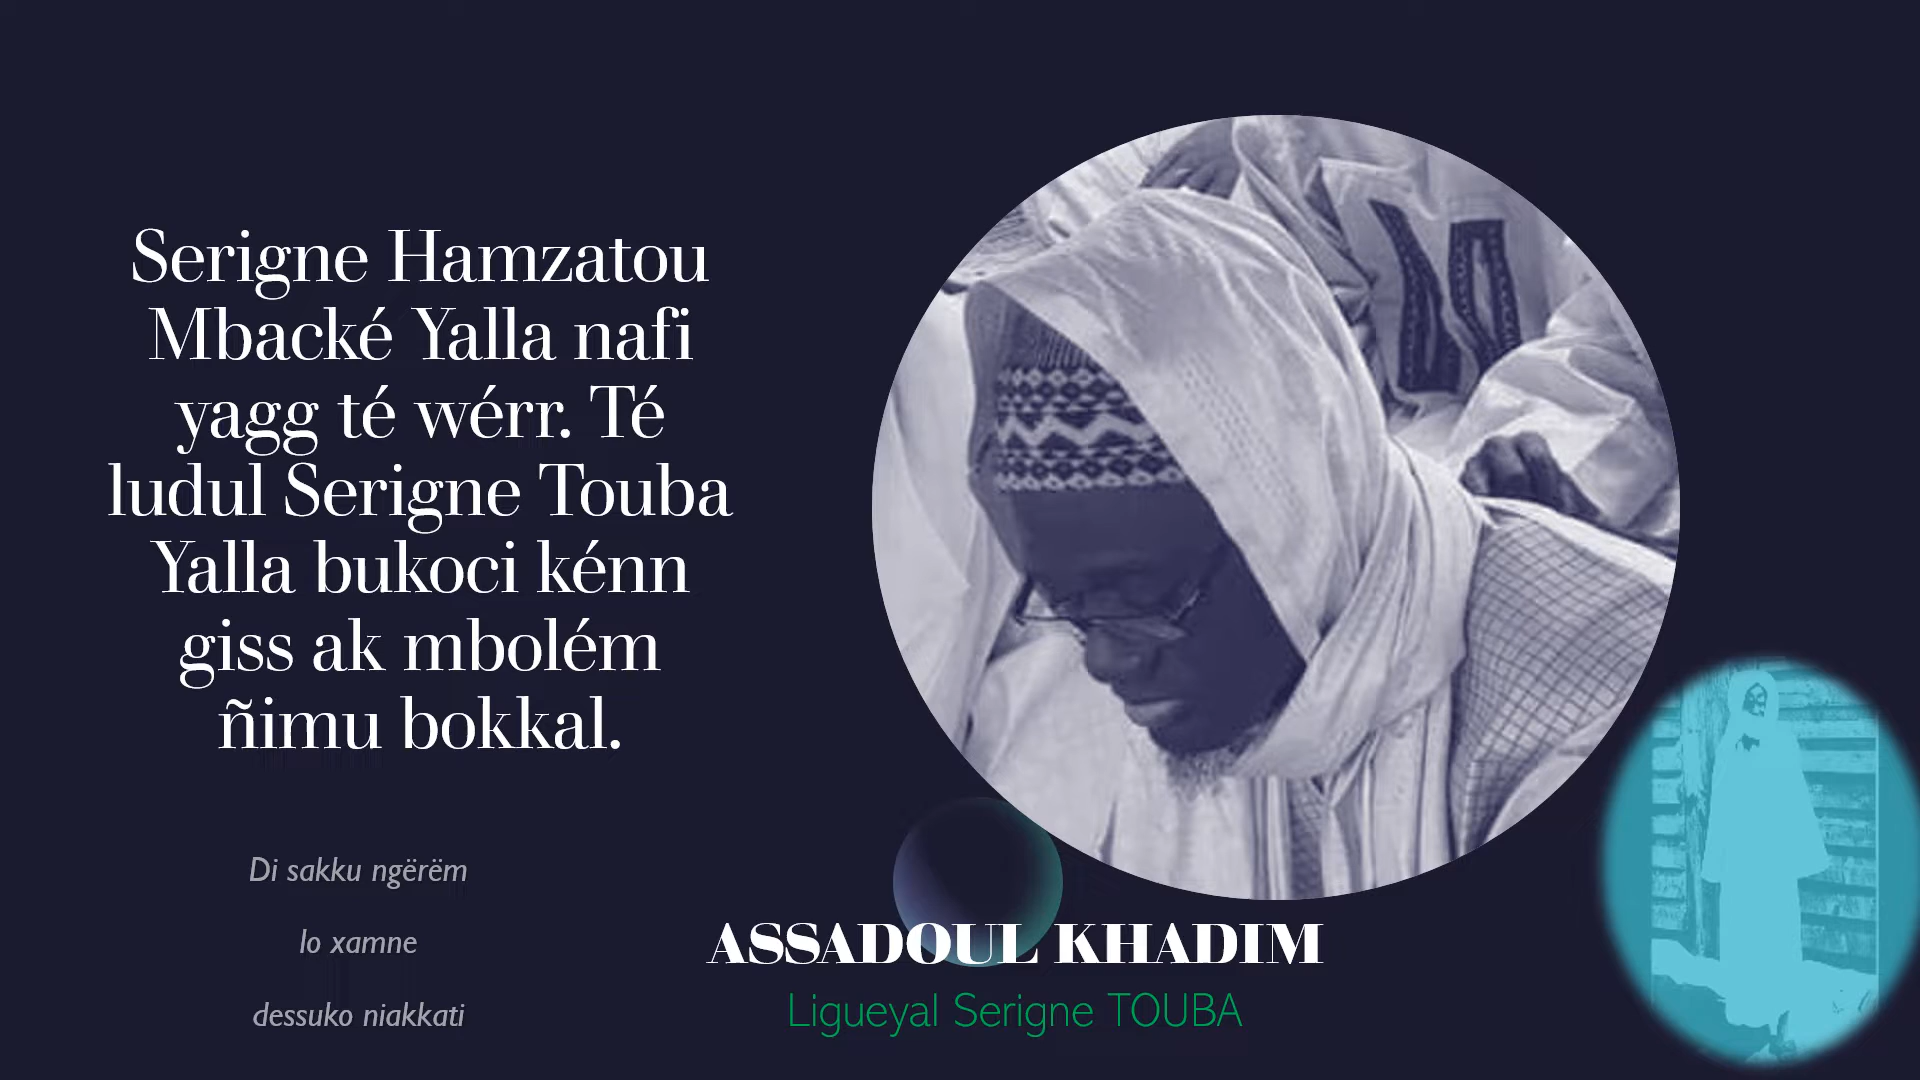 Serigne Hamzatou
Mbacké Yalla nafi
yagg té wérr. Té
ludul Serigne Touba
Yalla bukoci kénn
giss ak mbolém
ñimu bokkal.
Di sakku ngërëm
lo xamne
dessuko niakkati
ASSADOUL KHADIM
Ligueyal Serigne TOUBA